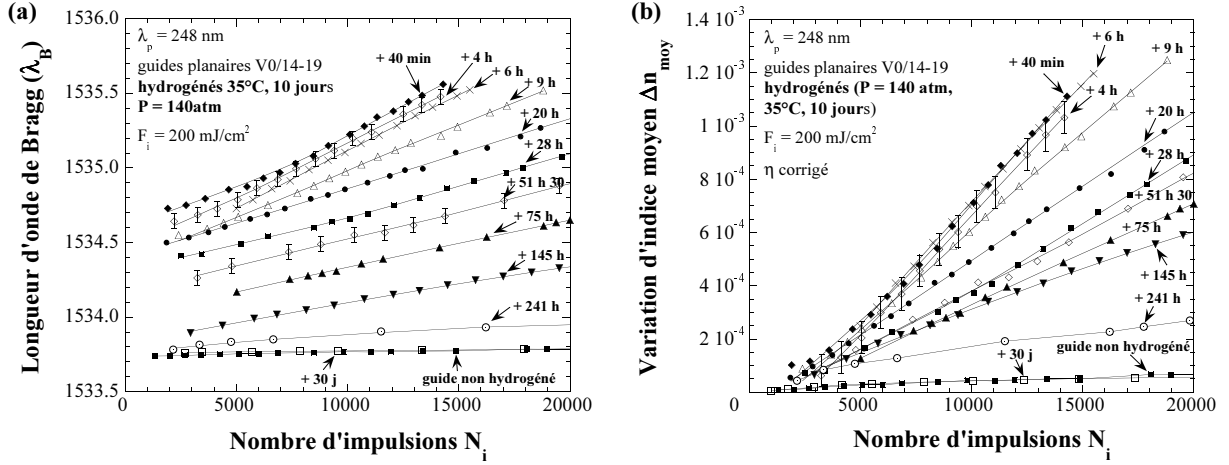 (a)
1536
1535.5
1535.0
1534.5
1534.0
1533.5
Longueur d'onde de Bragg (λB)
λp = 248 nm
guides planaires V0/14-19
hydrogénés 35°C, 10 jours
P = 140atm
Fi = 200 mJ/cm²
+ 40 min
+ 4 h
+ 6 h
+ 9 h
+ 20 h
+ 28 h
+ 51 h 30
+ 75 h
+ 145 h
+ 241 h
+ 30 j
guide non hydrogéné
0 5000 10000 15000 20000
Nombre d'impulsions Ni
(b)
1.4 10⁻³
1.2 10⁻³
1 10⁻³
8 10⁻⁴
6 10⁻⁴
4 10⁻⁴
2 10⁻⁴
0
Variation d'indice moyen Δnmoy
λp = 248 nm
guides planaires V0/14-19
hydrogénés (P = 140 atm,
35°C, 10 jours)
Fi = 200 mJ/cm²
η corrigé
+ 6 h
+ 9 h
+ 40 min
+ 4 h
+ 20 h
+ 28 h
+ 51 h 30
+ 75 h
+ 145 h
+ 241 h
guide non hydrogéné
+ 30 j
5000 10000 15000 20000
Nombre d'impulsions Ni